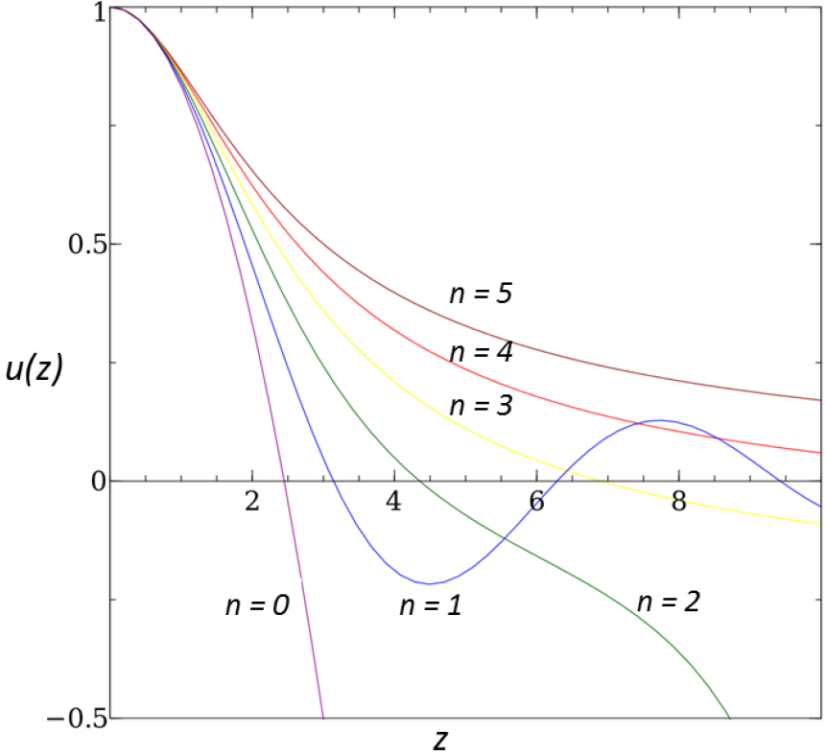 1
0.5
n = 5
n = 4
u(z)
n = 3
0
2
4
6
8
n = 0
n = 1
n = 2
−0.5
z